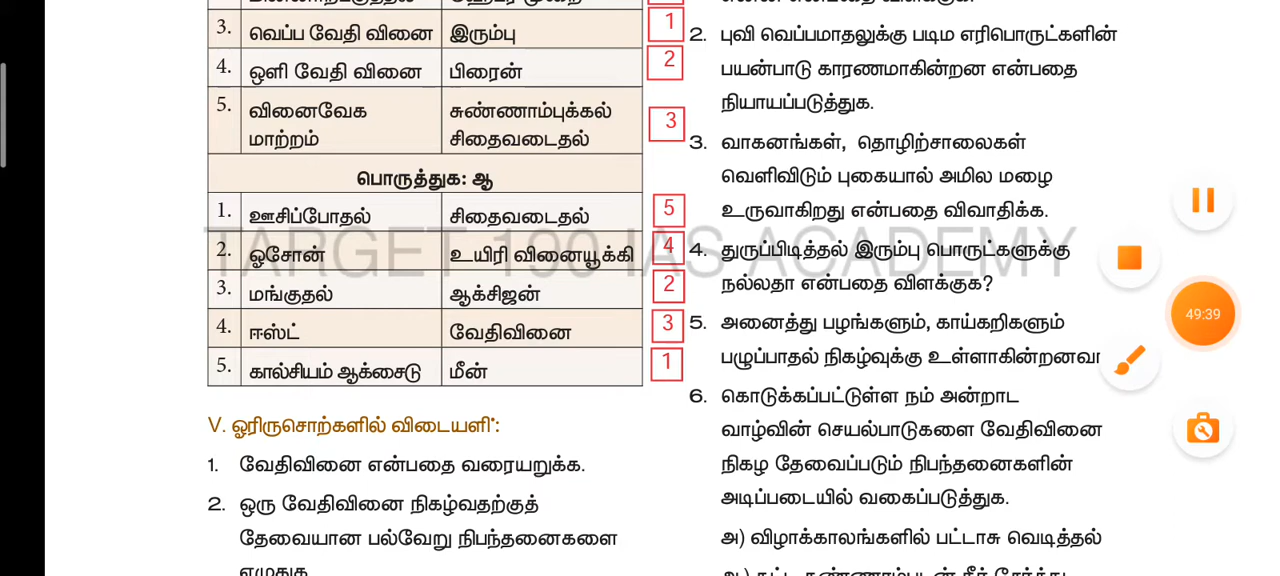 3. வெப்ப வேதி வினை இரும்பு 1
4. ஒளி வேதி வினை பிரைன் 2
5. வினைவேக மாற்றம் சுண்ணாம்புக்கல் சிதைவடைதல் 3
பொருத்துக: ஆ
1. ஊசிப்போதல் சிதைவடைதல் 5
2. ஓசோன் உயிரி வினையூக்கி 4
3. மங்குதல் ஆக்சிஜன் 2
4. ஈஸ்ட் வேதிவினை 3
5. கால்சியம் ஆக்சைடு மீன் 1
TARGET 100 IAS ACADEMY
V. ஓரிருசொற்களில் விடையளி:
1. வேதிவினை என்பதை வரையறுக்க.
2. ஒரு வேதிவினை நிகழ்வதற்குத்
தேவையான பல்வேறு நிபந்தனைகளை
எழுதுக
2. புவி வெப்பமாதலுக்கு படிம எரிபொருட்களின்
பயன்பாடு காரணமாகின்றன என்பதை
நியாயப்படுத்துக.
3. வாகனங்கள், தொழிற்சாலைகள்
வெளிவிடும் புகையால் அமில மழை
உருவாகிறது என்பதை விவாதிக்க.
4. துருப்பிடித்தல் இரும்பு பொருட்களுக்கு
நல்லதா என்பதை விளக்குக?
5. அனைத்து பழங்களும், காய்கறிகளும்
பழுப்பாதல் நிகழ்வுக்கு உள்ளாகின்றனவா
6. கொடுக்கப்பட்டுள்ள நம் அன்றாட
வாழ்வின் செயல்பாடுகளை வேதிவினை
நிகழ தேவைப்படும் நிபந்தனைகளின்
அடிப்படையில் வகைப்படுத்துக.
அ) விழாக்காலங்களில் பட்டாசு வெடித்தல்
49:39